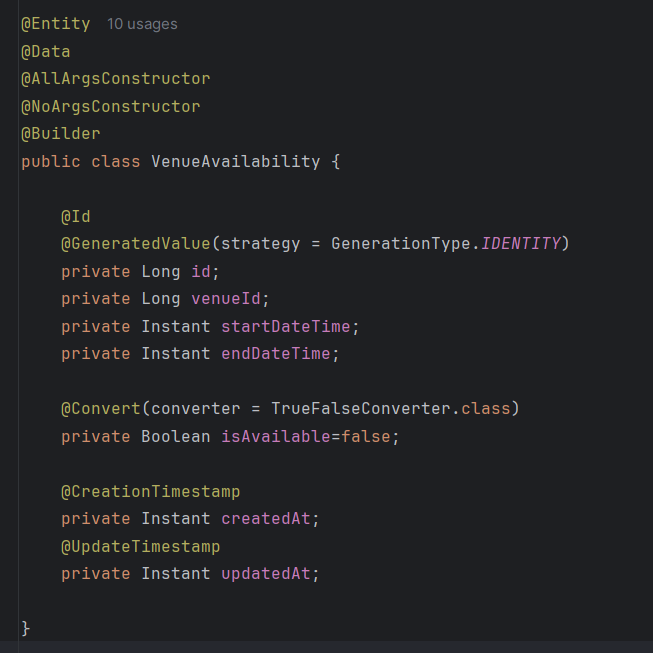 @Entity 10 usages
@Data
@AllArgsConstructor
@NoArgsConstructor
@Builder
public class VenueAvailability {
@Id
@GeneratedValue(strategy = GenerationType.IDENTITY)
private Long id;
private Long venueId;
private Instant startDateTime;
private Instant endDateTime;
@Convert(converter = TrueFalseConverter.class)
private Boolean isAvailable=false;
@CreationTimestamp
private Instant createdAt;
@UpdateTimestamp
private Instant updatedAt;
}